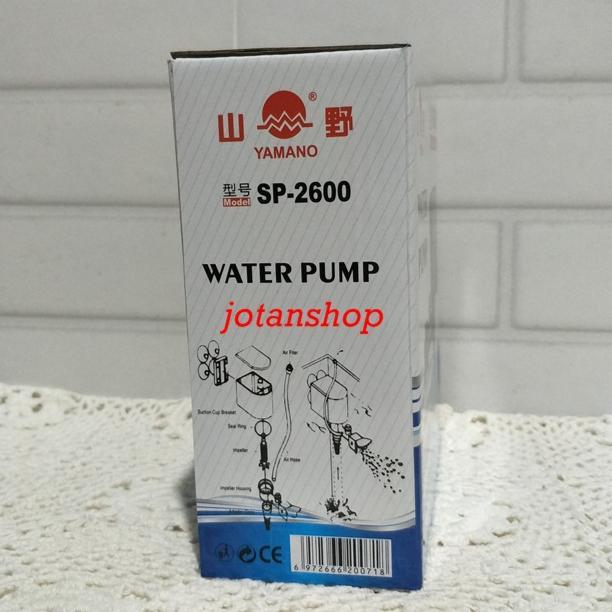 山 ® 野
YAMANO
型号 Model SP-2600
WATER PUMP
jotanshop
Air Filter
Suction Cup Breaket
Seal Ring
Impeller
Air Hose
Impeller Housing
CE
6 972666 200718